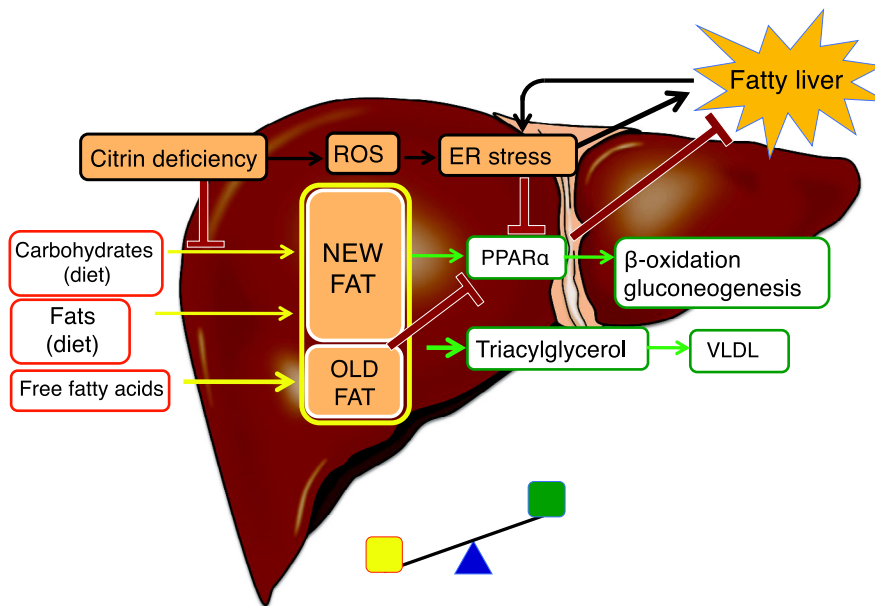 Fatty liver
Citrin deficiency
ROS
ER stress
Carbohydrates
(diet)
NEW
FAT
PPARα
β-oxidation
gluconeogenesis
Fats
(diet)
Triacylglycerol
VLDL
OLD
FAT
Free fatty acids